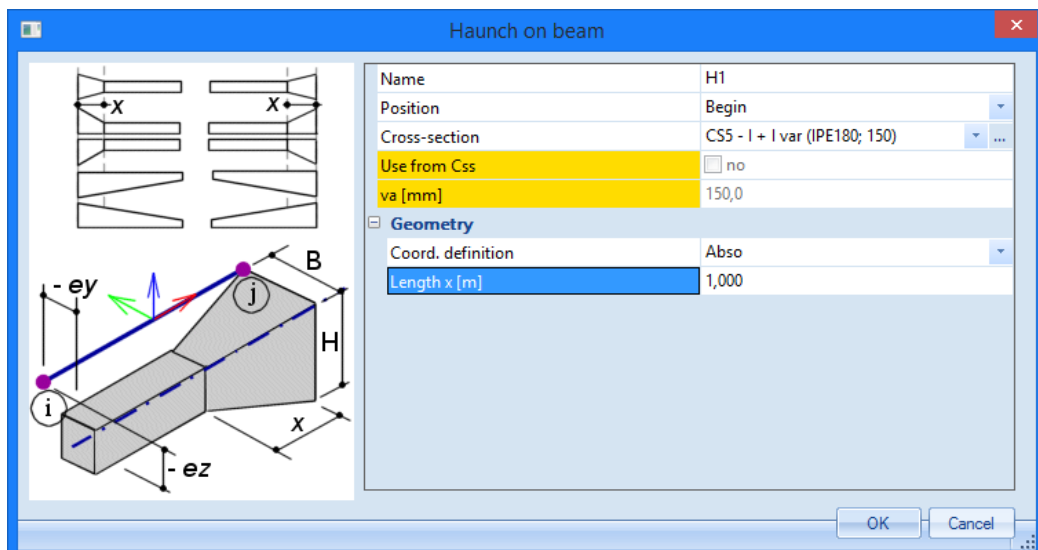 Haunch on beam
x x
B
- ey
j
H
i
x
- ez
Name H1
Position Begin
Cross-section CS5 - I + I var (IPE180; 150) ...
Use from Css no
va [mm] 150,0
Geometry
Coord. definition Abso
Length x [m] 1,000
OK Cancel